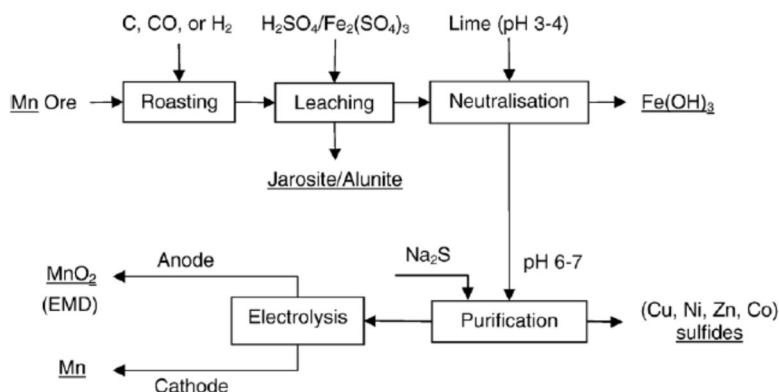 C, CO, or H₂
H₂SO₄/Fe₂(SO₄)₃
Lime (pH 3-4)
Mn Ore
Roasting
Leaching
Neutralisation
Fe(OH)₃
Jarosite/Alunite
MnO₂
(EMD)
Anode
Na₂S
pH 6-7
Electrolysis
Purification
(Cu, Ni, Zn, Co)
sulfides
Mn
Cathode